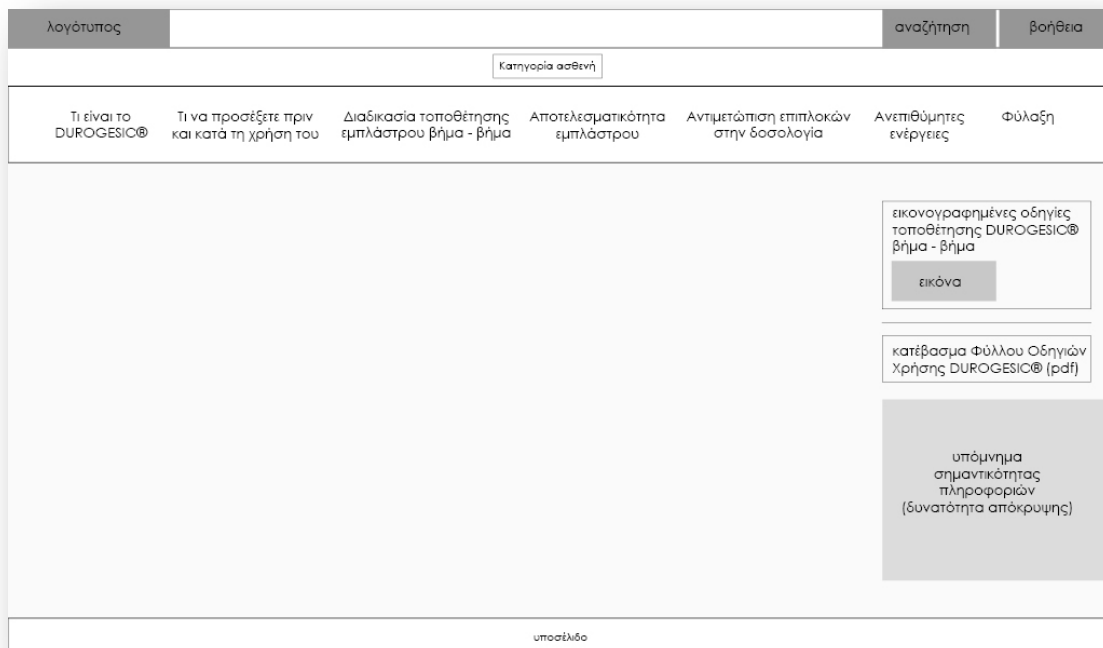 λογότυπος
αναζήτηση
βοήθεια
Κατηγορία ασθενή
Τι είναι το
DUROGESIC®
Τι να προσέξετε πριν
και κατά τη χρήση του
Διαδικασία τοποθέτησης
εμπλάστρου βήμα - βήμα
Αποτελεσματικότητα
εμπλάστρου
Αντιμετώπιση επιπλοκών
στην δοσολογία
Ανεπιθύμητες
ενέργειες
Φύλαξη
εικονογραφημένες οδηγίες
τοποθέτησης DUROGESIC®
βήμα - βήμα
εικόνα
κατέβασμα Φύλλου Οδηγιών
Χρήσης DUROGESIC® (pdf)
υπόμνημα
σημαντικότητας
πληροφοριών
(δυνατότητα απόκρυψης)
υποσέλιδο